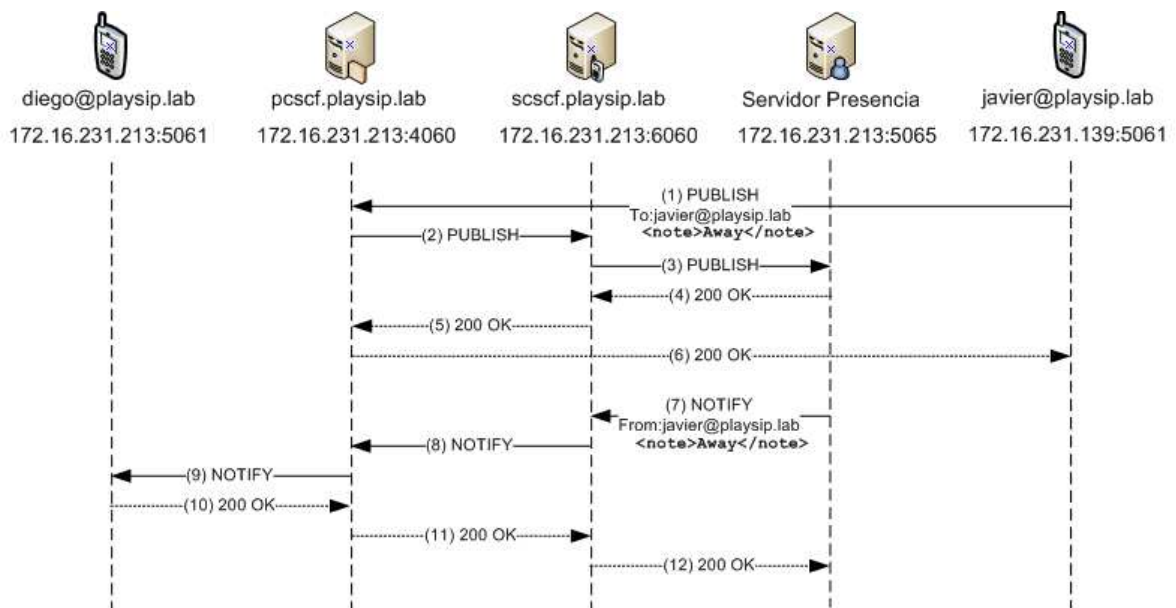 diego@playsip.lab
pcscf.playsip.lab
scscf.playsip.lab
Servidor Presencia
javier@playsip.lab
172.16.231.213:5061
172.16.231.213:4060
172.16.231.213:6060
172.16.231.213:5065
172.16.231.139:5061
(1) PUBLISH
To:javier@playsip.lab
<note>Away</note>
(2) PUBLISH
(3) PUBLISH
(4) 200 OK
(5) 200 OK
(6) 200 OK
(7) NOTIFY
From:javier@playsip.lab
<note>Away</note>
(8) NOTIFY
(9) NOTIFY
(10) 200 OK
(11) 200 OK
(12) 200 OK